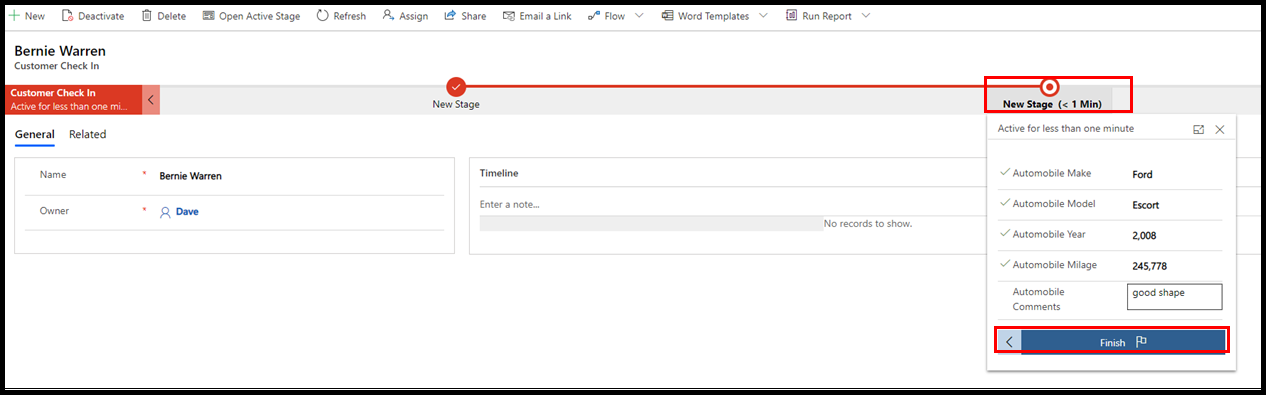 New Deactivate Delete Open Active Stage Refresh Assign Share Email a Link Flow Word Templates Run Report
Bernie Warren
Customer Check In
Customer Check In
Active for less than one mi...
New Stage
New Stage (< 1 Min)
General Related
Active for less than one minute
Name * Bernie Warren
Owner * Dave
Timeline
Enter a note...
No records to show.
Automobile Make Ford
Automobile Model Escort
Automobile Year 2,008
Automobile Milage 245,778
Automobile
Comments
good shape
Finish